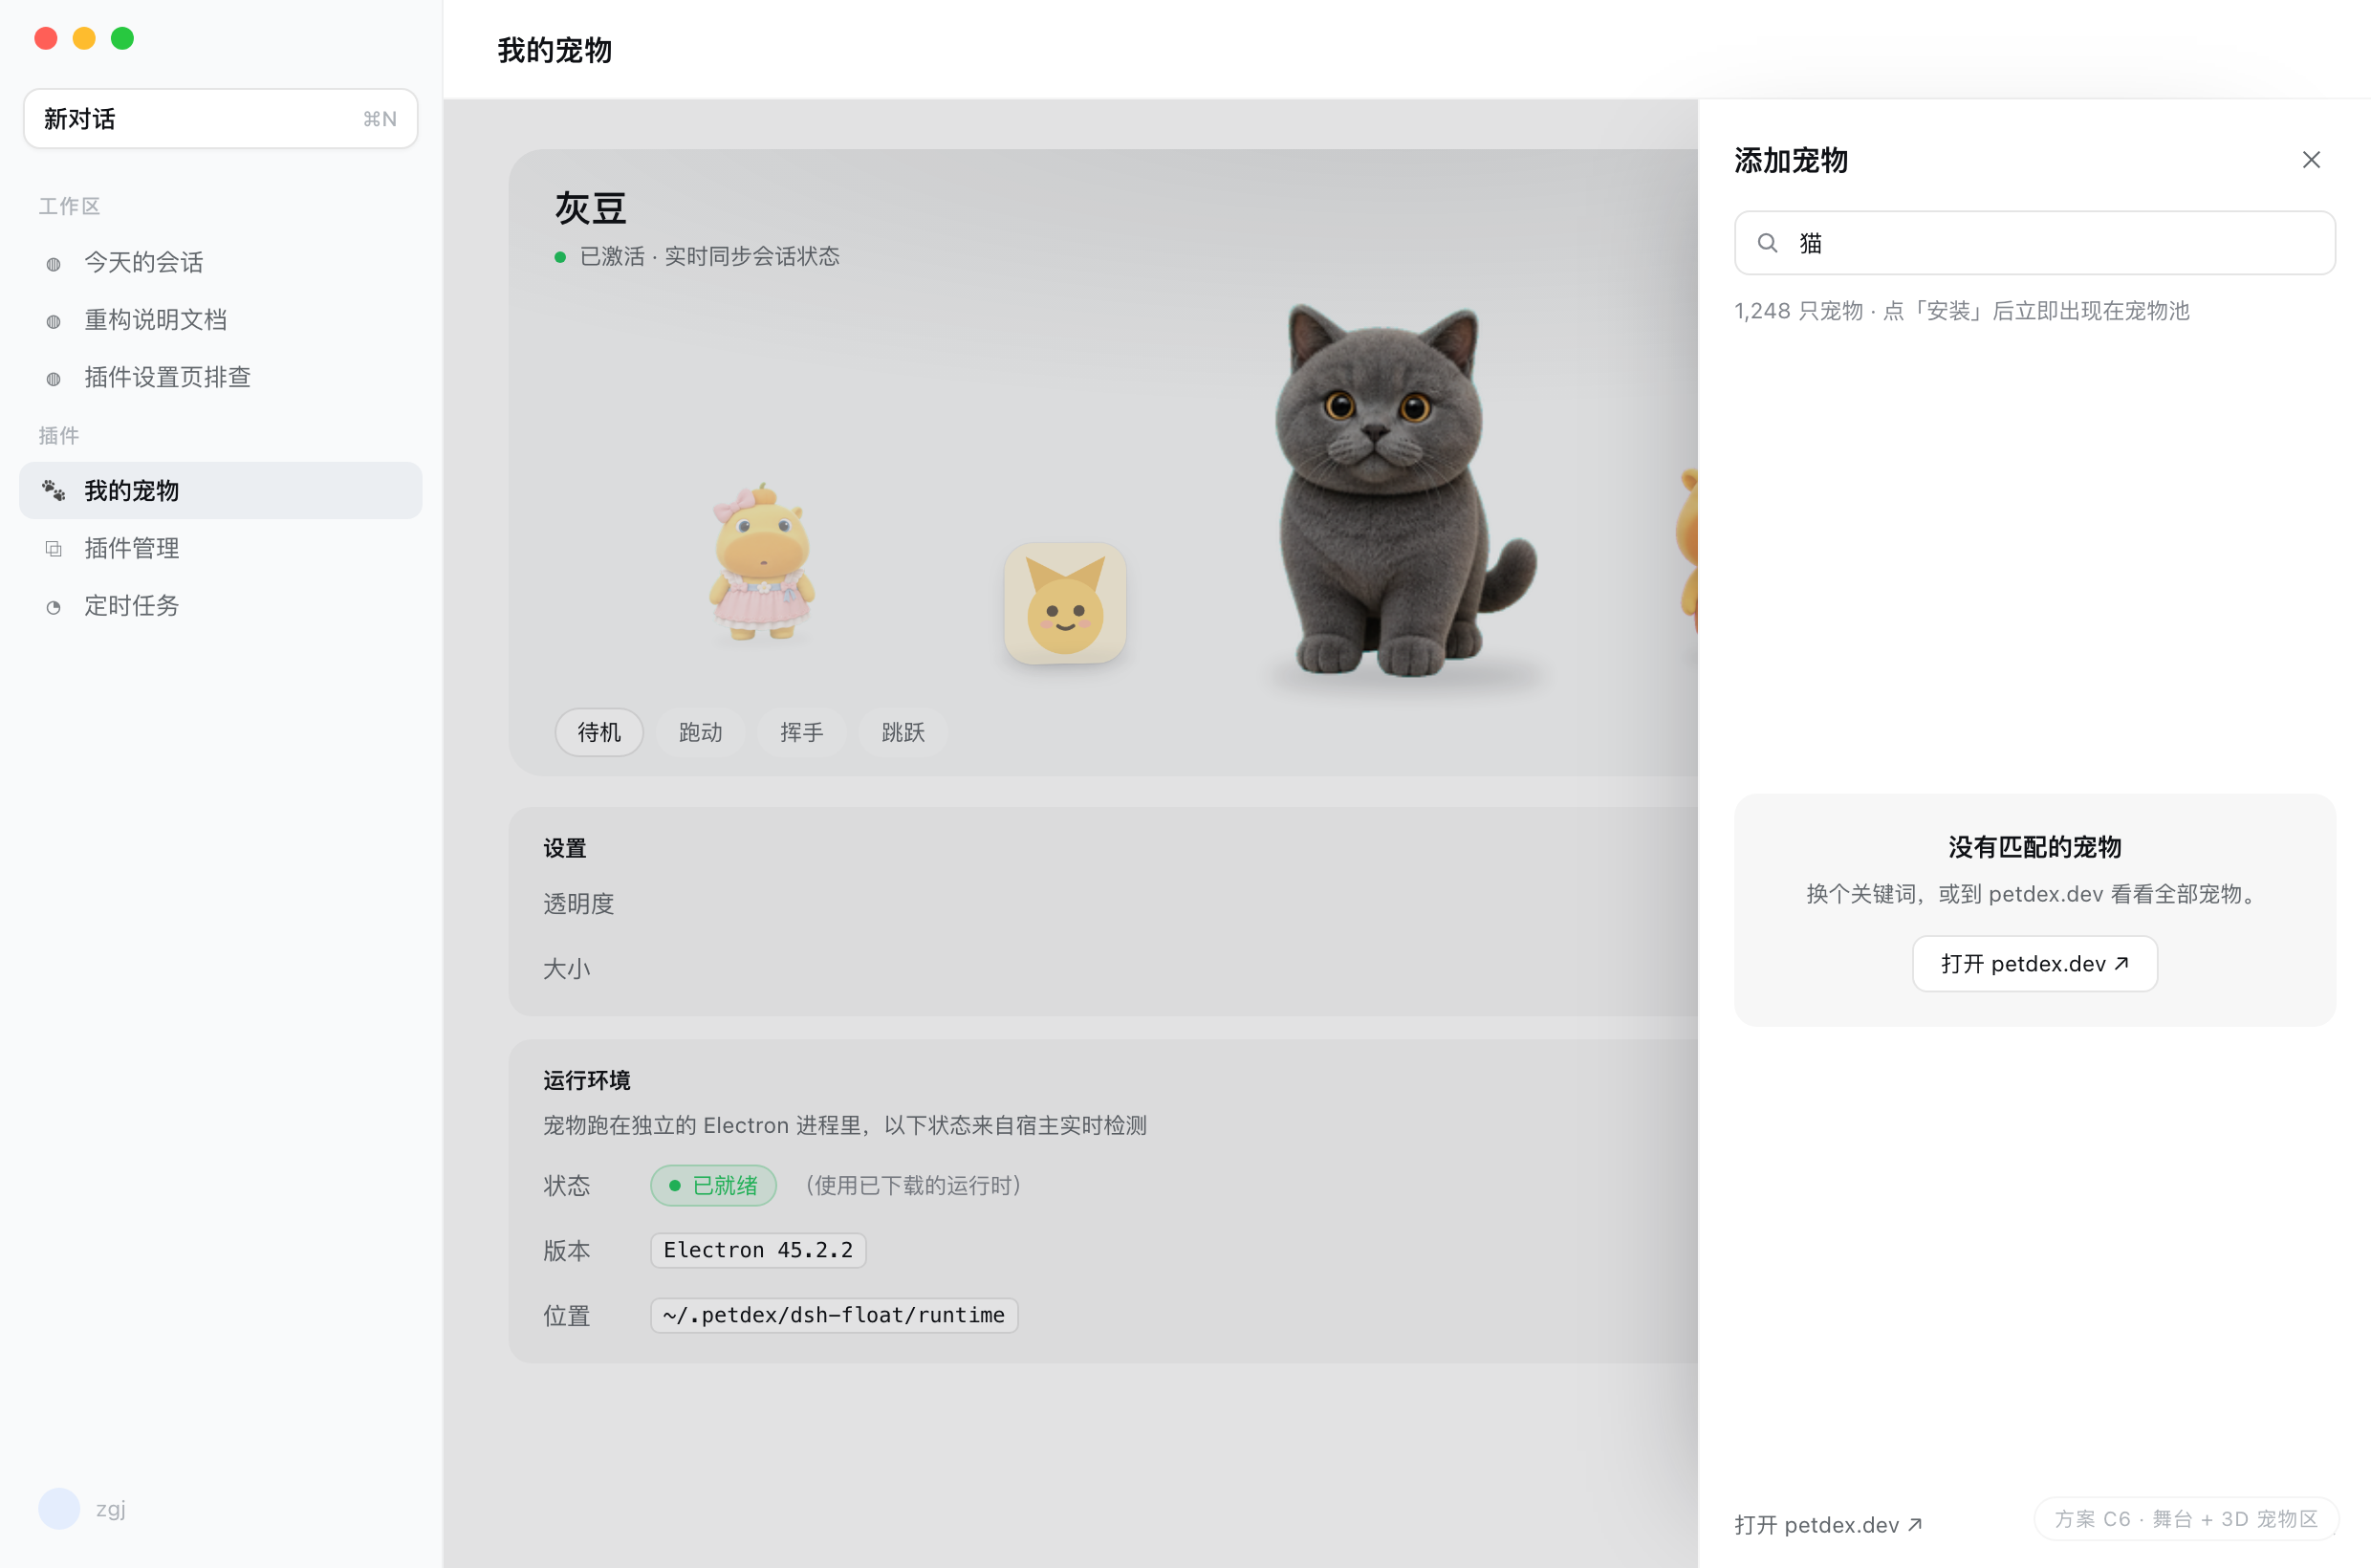 新对话 ⌘N
工作区
今天的会话
重构说明文档
插件设置页排查
插件
我的宠物
插件管理
定时任务
zgj
我的宠物
灰豆
已激活 · 实时同步会话状态
待机 跑动 挥手 跳跃
设置
透明度
大小
运行环境
宠物跑在独立的 Electron 进程里，以下状态来自宿主实时检测
状态 已就绪 （使用已下载的运行时）
版本 Electron 45.2.2
位置 ~/.petdex/dsh-float/runtime
添加宠物
猫
1,248 只宠物 · 点「安装」后立即出现在宠物池
没有匹配的宠物
换个关键词，或到 petdex.dev 看看全部宠物。
打开 petdex.dev ↗
打开 petdex.dev ↗
方案 C6 · 舞台 + 3D 宠物区